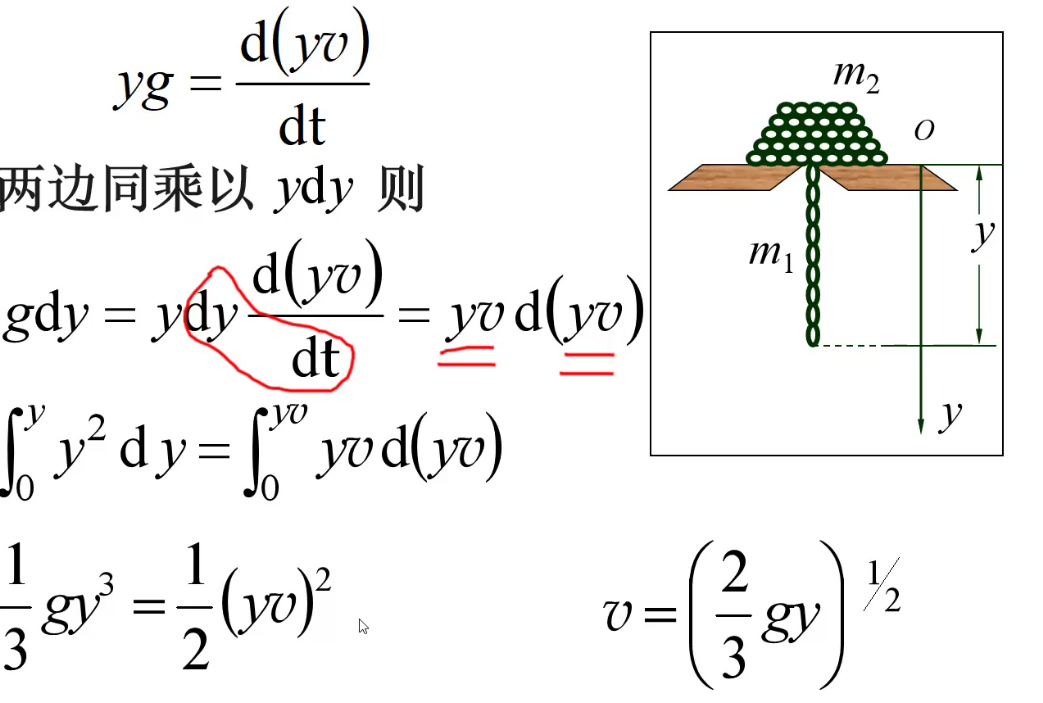 yg = d(yv)/dt
两边同乘以 ydy 则
gdy = ydy d(yv)/dt = yv d(yv)
∫₀^y y² dy = ∫₀^yv yv d(yv)
1/3 gy³ = 1/2 (yv)²
v = (2/3 gy)^1/2
m₂
o
m₁
y
y